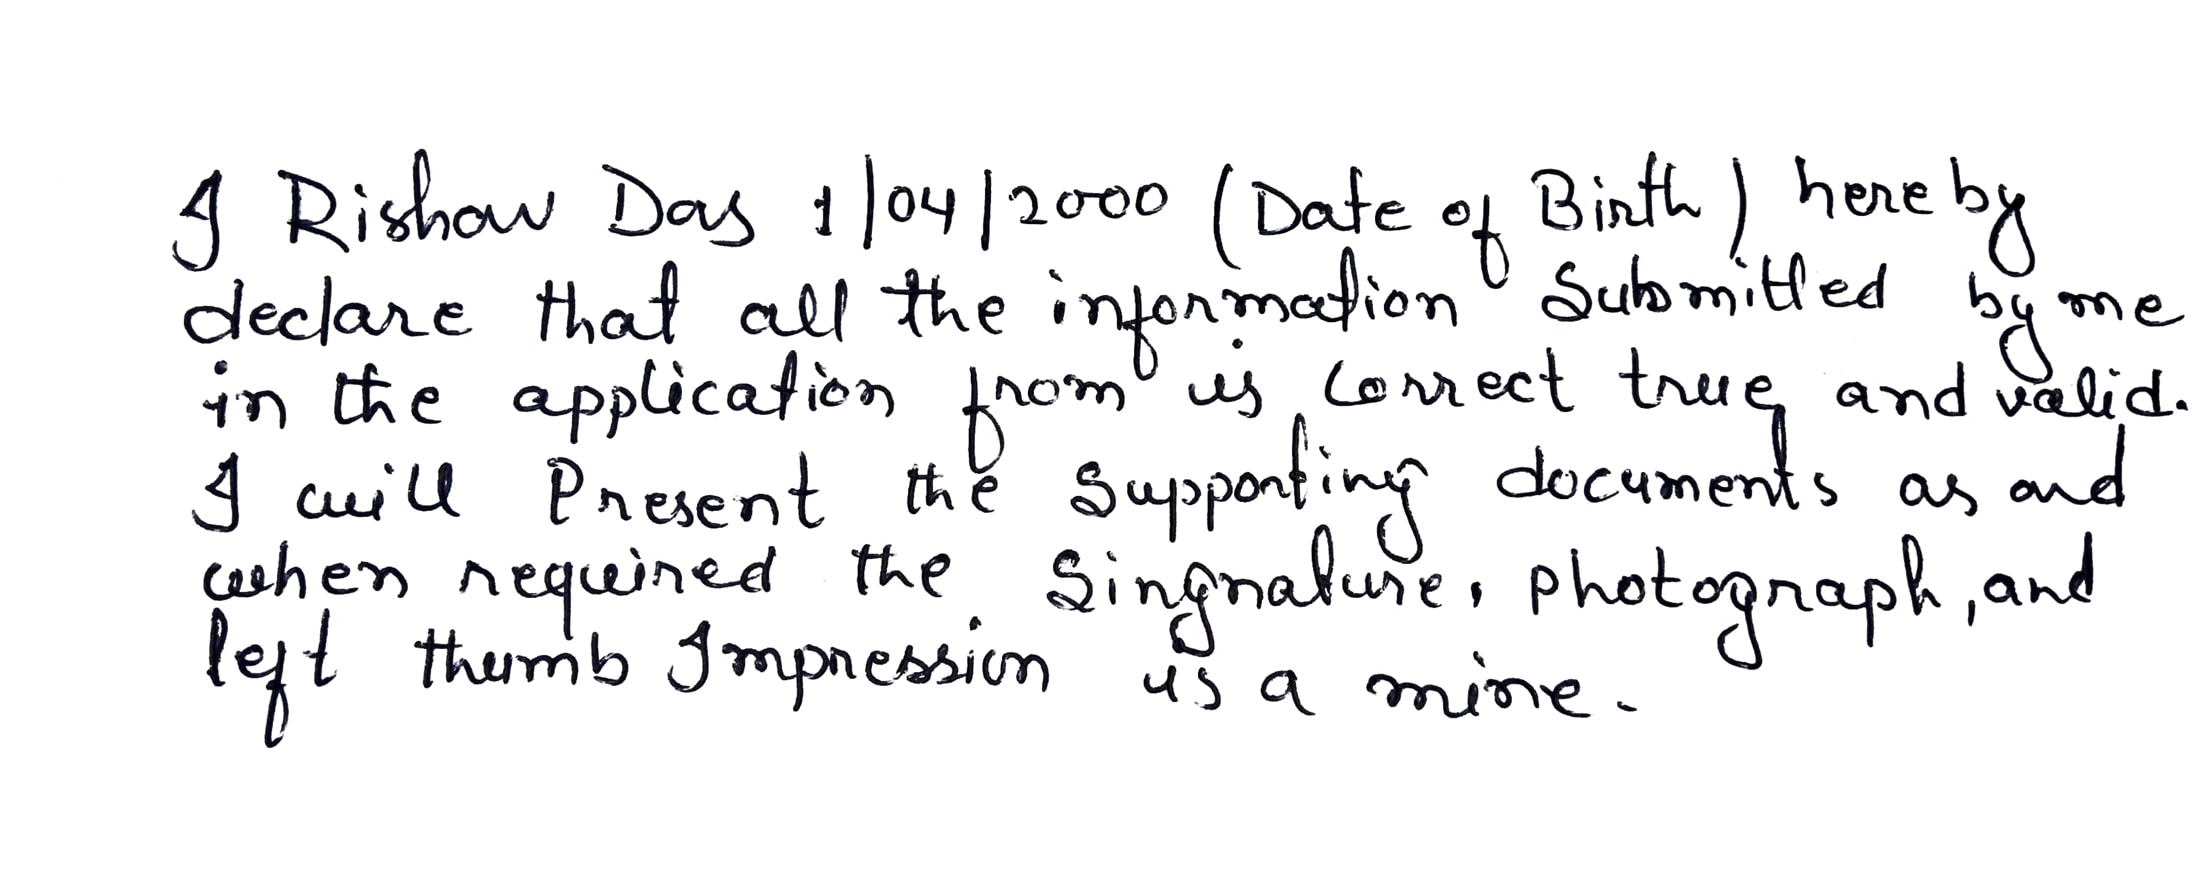 I Rishav Das 1/04/2000 (Date of Birth) hereby
declare that all the information submitted by me
in the application from is correct true and valid.
I will Present the supporting documents as and
when required the Singnature, photograph, and
left thumb Impression is a mine.